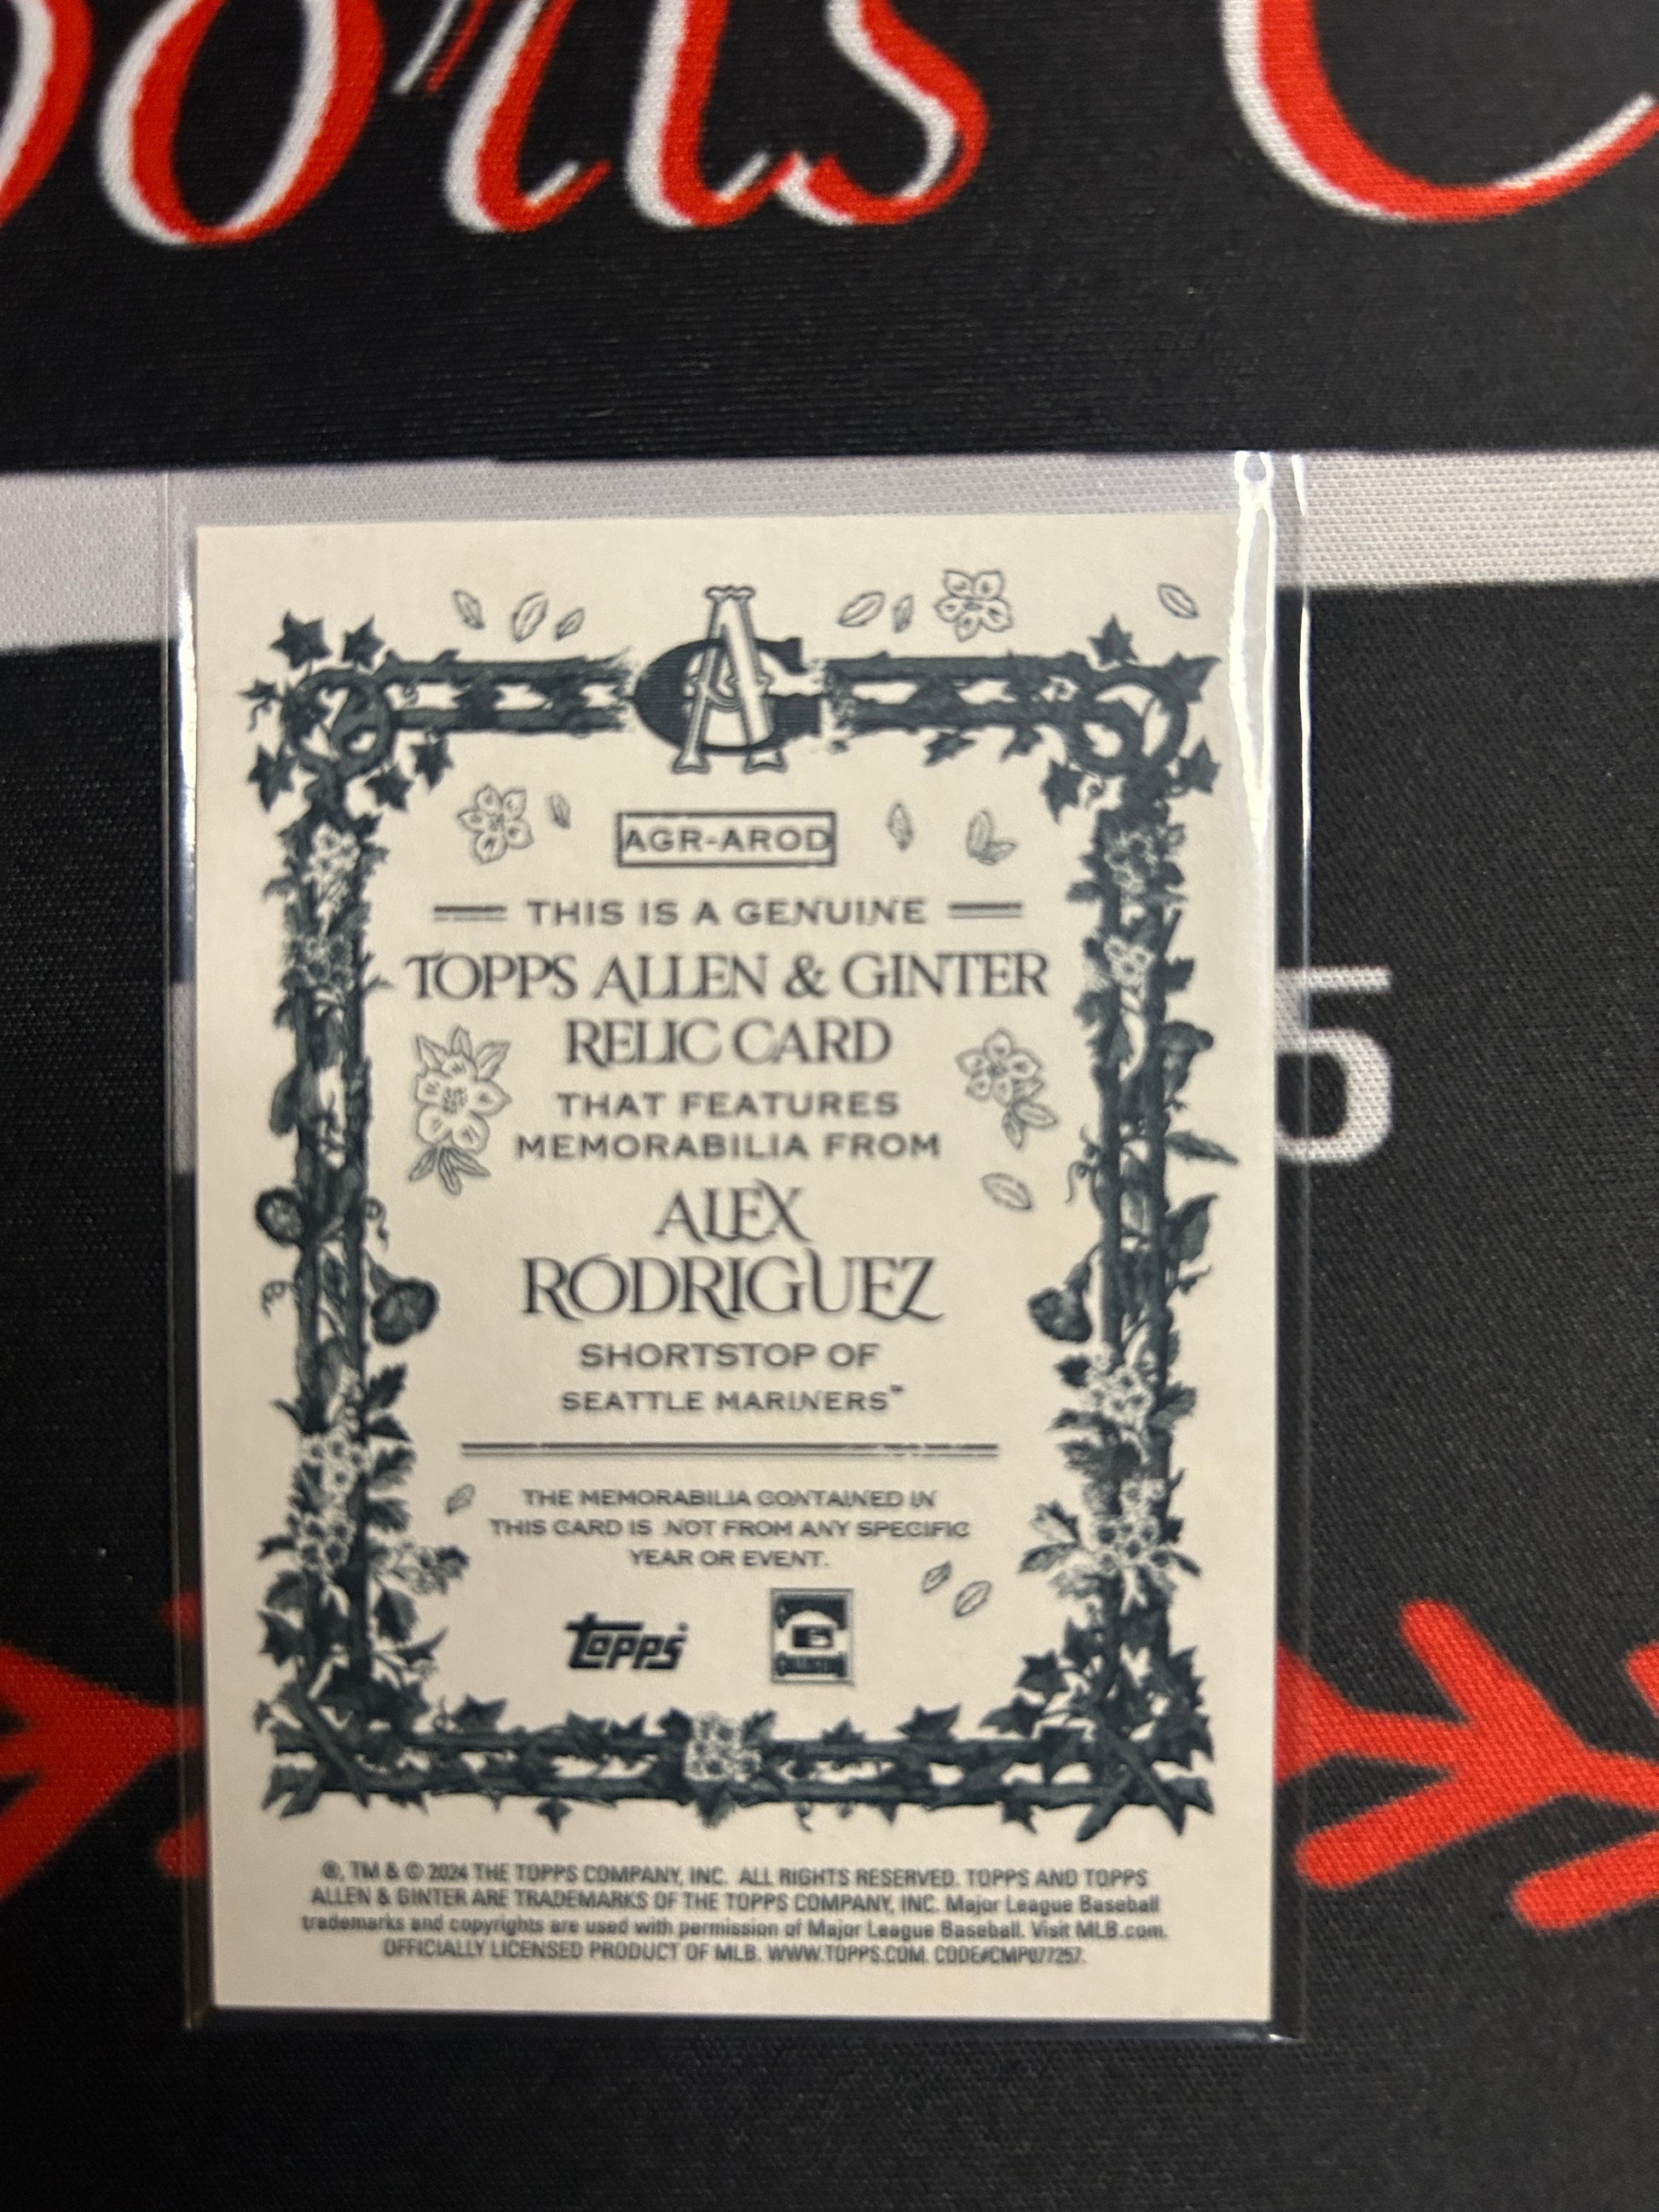 AGR-AROD
THIS IS A GENUINE
TOPPS ALLEN & GINTER
RELIC CARD
THAT FEATURES
MEMORABILIA FROM
ALEX
RODRIGUEZ
SHORTSTOP OF
SEATTLE MARINERS™
THE MEMORABILIA CONTAINED IN
THIS CARD IS NOT FROM ANY SPECIFIC
YEAR OR EVENT.
topps
5
®, TM & © 2024 THE TOPPS COMPANY, INC. ALL RIGHTS RESERVED. TOPPS AND TOPPS
ALLEN & GINTER ARE TRADEMARKS OF THE TOPPS COMPANY, INC. Major League Baseball
trademarks and copyrights are used with permission of Major League Baseball. Visit MLB.com.
OFFICIALLY LICENSED PRODUCT OF MLB. WWW.TOPPS.COM. CODE#CMP077257.